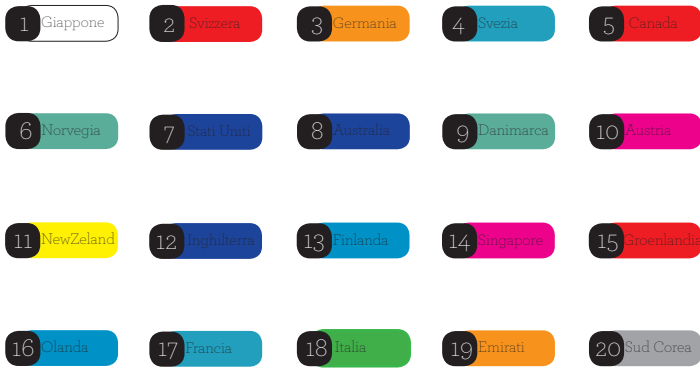 1 Giappone
2 Svizzera
3 Germania
4 Svezia
5 Canada
6 Norvegia
7 Stati Uniti
8 Australia
9 Danimarca
10 Austria
11 NewZeland
12 Inghilterra
13 Finlanda
14 Singapore
15 Groenlandia
16 Olanda
17 Francia
18 Italia
19 Emirati
20 Sud Corea